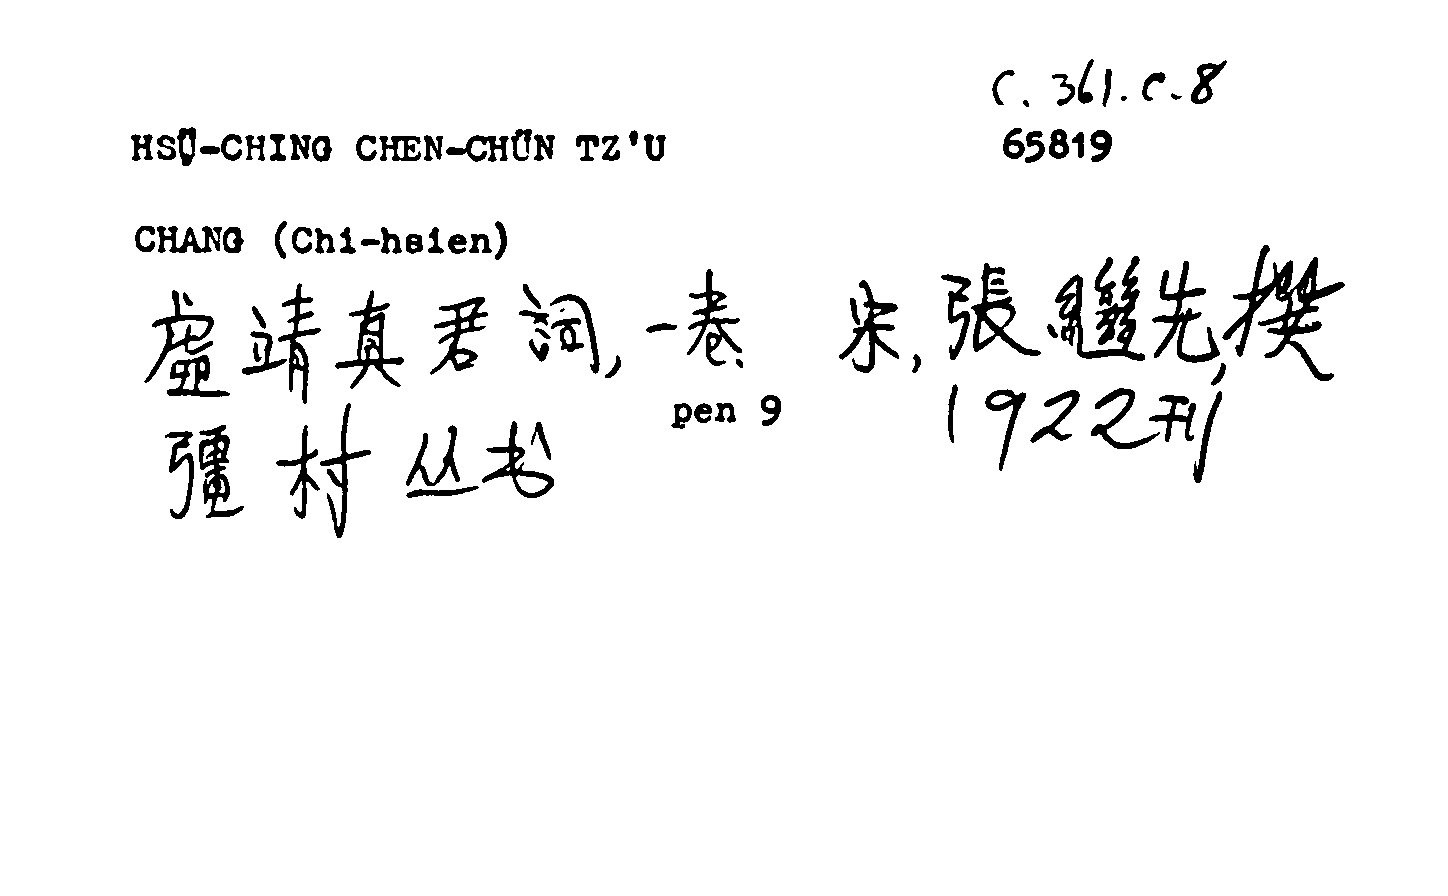 C. 361. C. 8
HSÜ-CHING CHEN-CHÜN TZ'U 65819
CHANG (Chi-hsien)
虛靖真君詞, 一卷 宋, 張繼先, 撰
pen 9 1922刊
彊村丛书